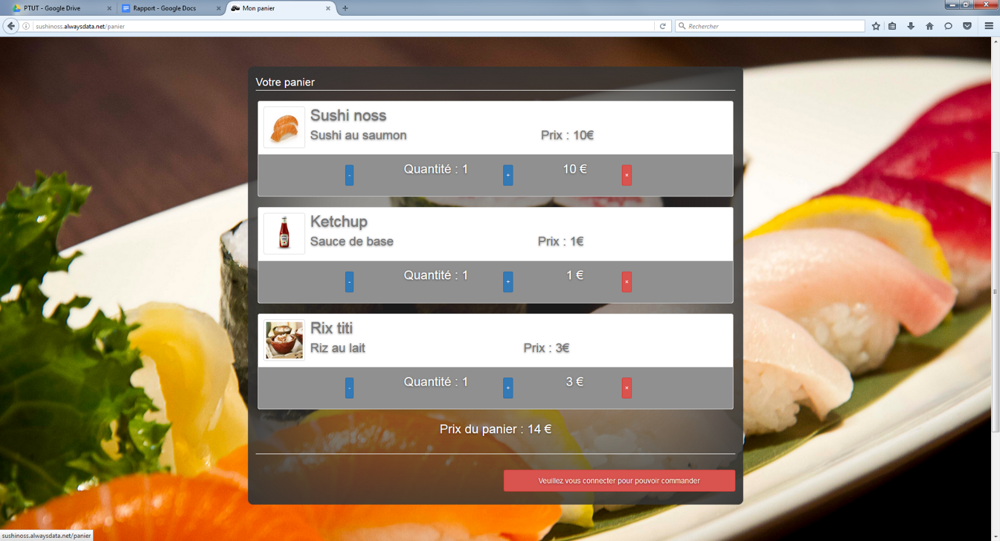 PTUT - Google Drive
Rapport - Google Docs
Mon panier
sushinoss.alwaysdata.net/panier
Rechercher
Votre panier
Sushi noss
Sushi au saumon Prix : 10€
- Quantité : 1 + 10 € ×
Ketchup
Sauce de base Prix : 1€
- Quantité : 1 + 1 € ×
Rix titi
Riz au lait Prix : 3€
- Quantité : 1 + 3 € ×
Prix du panier : 14 €
Veuillez vous connecter pour pouvoir commander
sushinoss.alwaysdata.net/panier